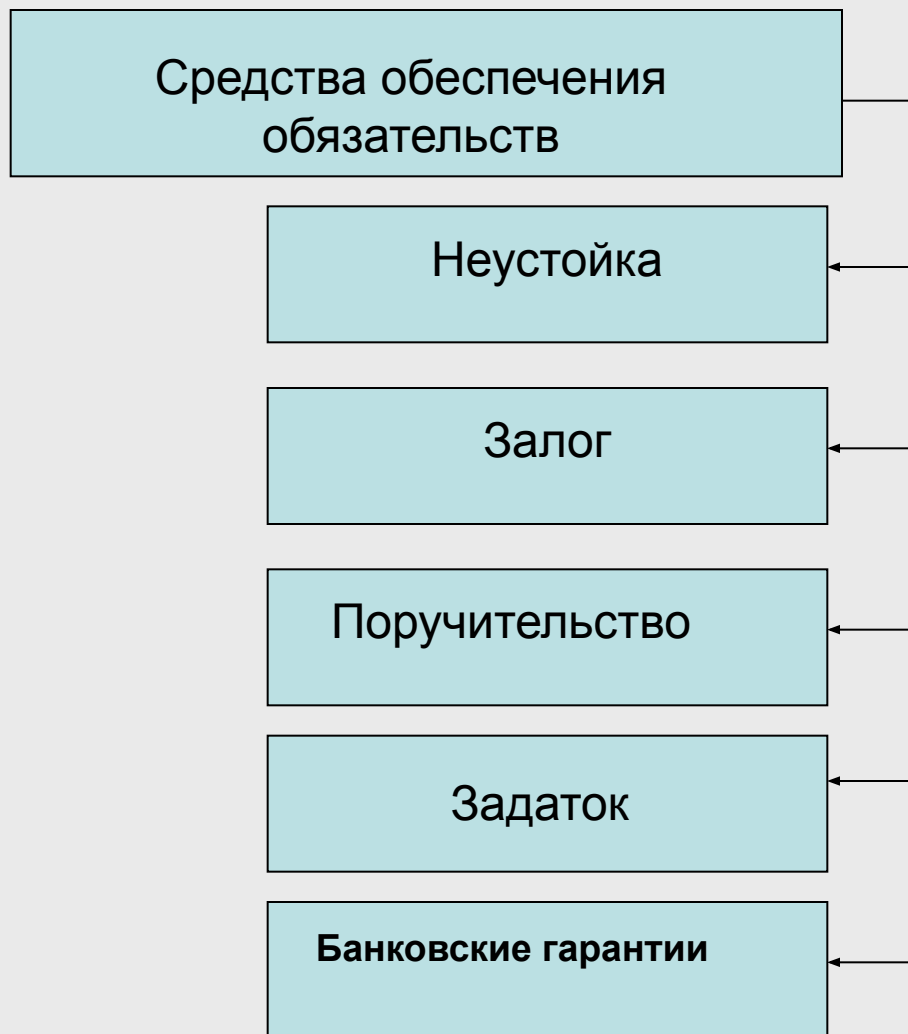 Средства обеспечения
обязательств
Неустойка
Залог
Поручительство
Задаток
Банковские гарантии